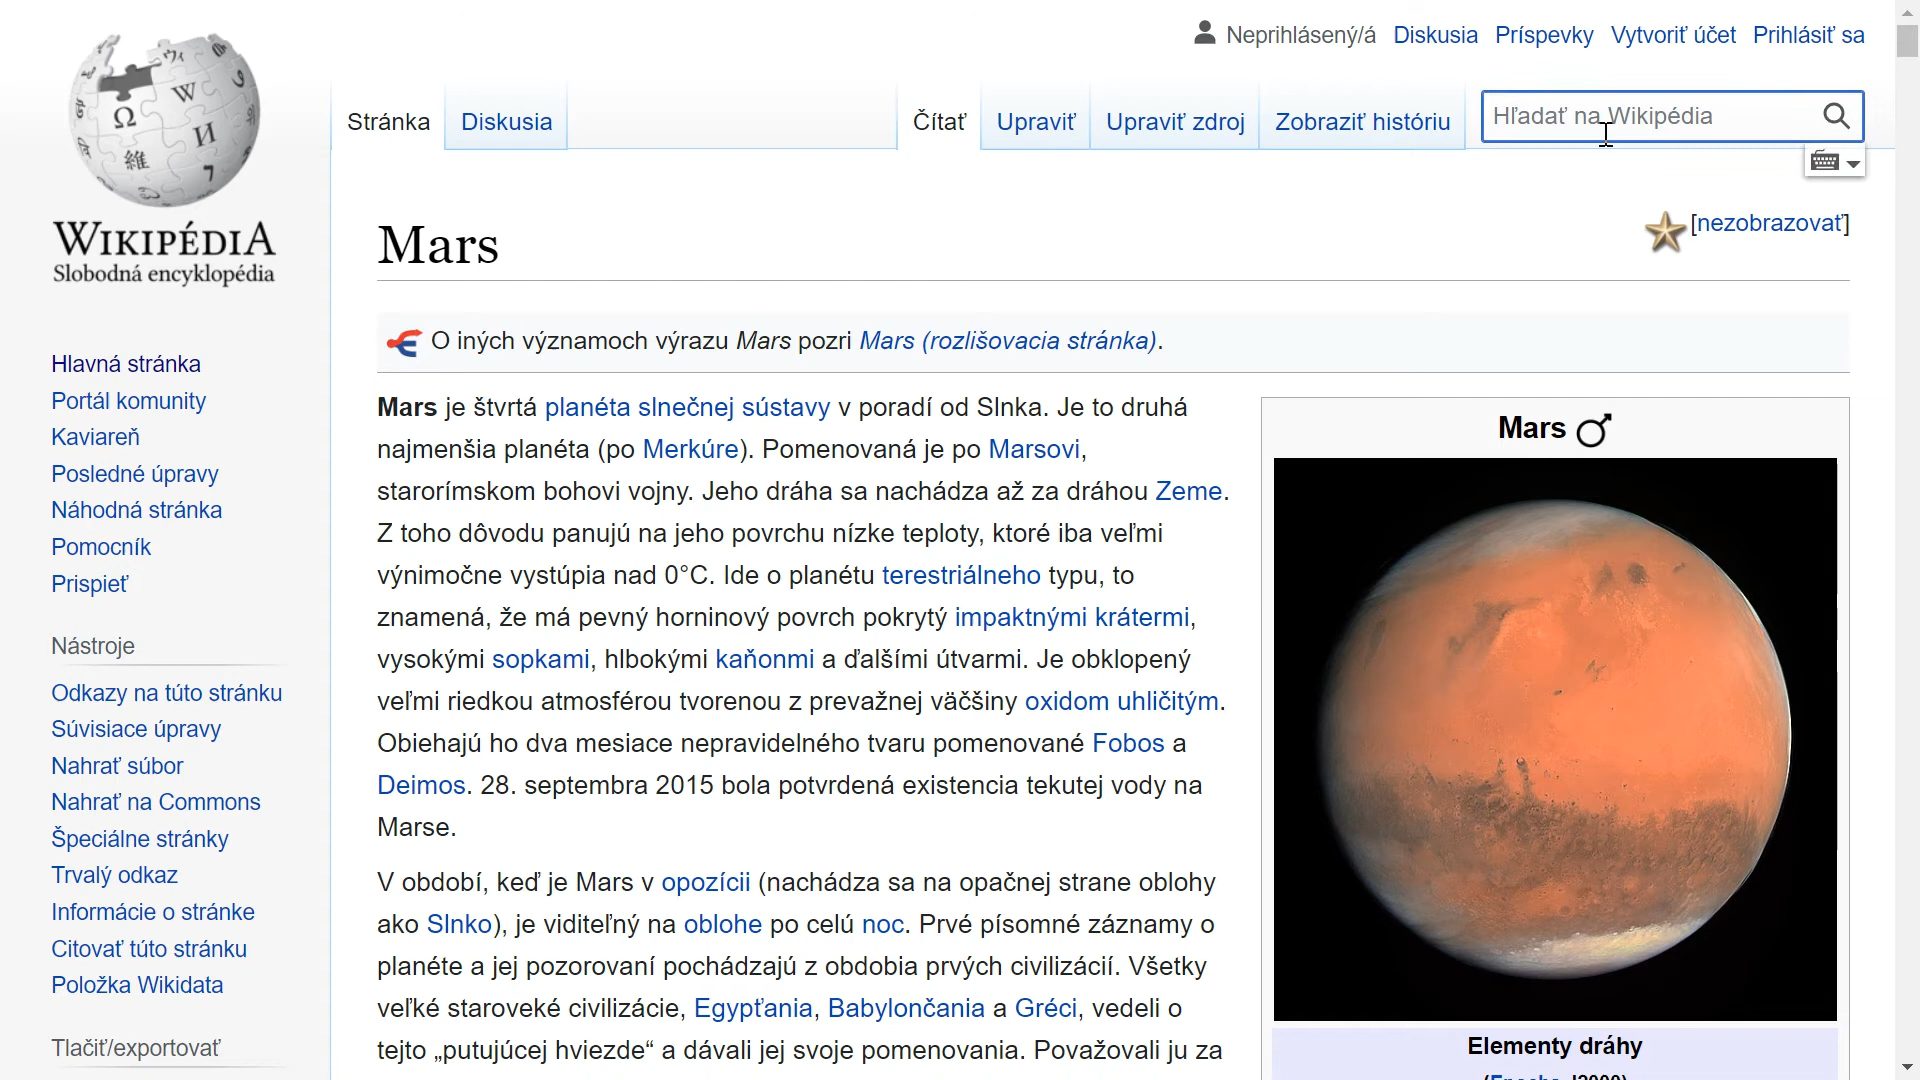 Neprihlásený/á Diskusia Príspevky Vytvoriť účet Prihlásiť sa
Stránka Diskusia Čítať Upraviť Upraviť zdroj Zobraziť históriu Hľadať na Wikipédia
WIKIPÉDIA
Slobodná encyklopédia
Hlavná stránka
Portál komunity
Kaviareň
Posledné úpravy
Náhodná stránka
Pomocník
Prispieť
Nástroje
Odkazy na túto stránku
Súvisiace úpravy
Nahrať súbor
Nahrať na Commons
Špeciálne stránky
Trvalý odkaz
Informácie o stránke
Citovať túto stránku
Položka Wikidata
Tlačiť/exportovať
Mars
[nezobrazovať]
O iných významoch výrazu Mars pozri Mars (rozlišovacia stránka).
Mars je štvrtá planéta slnečnej sústavy v poradí od Slnka. Je to druhá
najmenšia planéta (po Merkúre). Pomenovaná je po Marsovi,
starorímskom bohovi vojny. Jeho dráha sa nachádza až za dráhou Zeme.
Z toho dôvodu panujú na jeho povrchu nízke teploty, ktoré iba veľmi
výnimočne vystúpia nad 0°C. Ide o planétu terestriálneho typu, to
znamená, že má pevný horninový povrch pokrytý impaktnými krátermi,
vysokými sopkami, hlbokými kaňonmi a ďalšími útvarmi. Je obklopený
veľmi riedkou atmosférou tvorenou z prevažnej väčšiny oxidom uhličitým.
Obiehajú ho dva mesiace nepravidelného tvaru pomenované Fobos a
Deimos. 28. septembra 2015 bola potvrdená existencia tekutej vody na
Marse.
V období, keď je Mars v opozícii (nachádza sa na opačnej strane oblohy
ako Slnko), je viditeľný na oblohe po celú noc. Prvé písomné záznamy o
planéte a jej pozorovaní pochádzajú z obdobia prvých civilizácií. Všetky
veľké staroveké civilizácie, Egypťania, Babylončania a Gréci, vedeli o
tejto „putujúcej hviezde“ a dávali jej svoje pomenovania. Považovali ju za
Mars ♂
Elementy dráhy